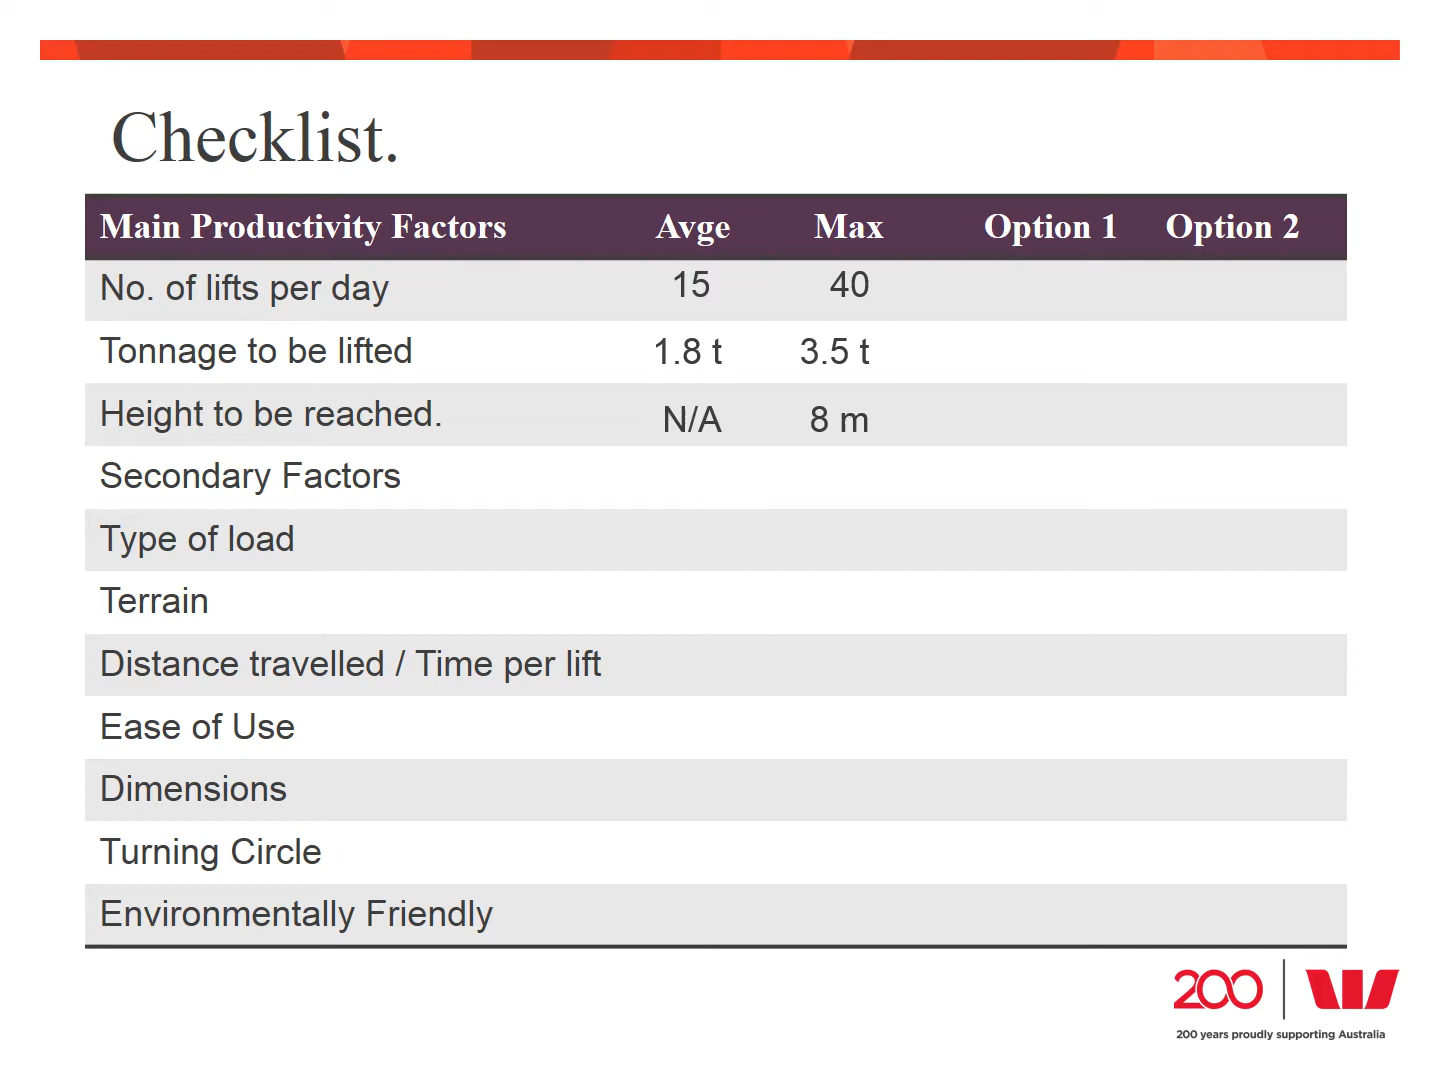 Checklist.
Main Productivity Factors Avge Max Option 1 Option 2
No. of lifts per day 15 40
Tonnage to be lifted 1.8 t 3.5 t
Height to be reached. N/A 8 m
Secondary Factors
Type of load
Terrain
Distance travelled / Time per lift
Ease of Use
Dimensions
Turning Circle
Environmentally Friendly
200
200 years proudly supporting Australia